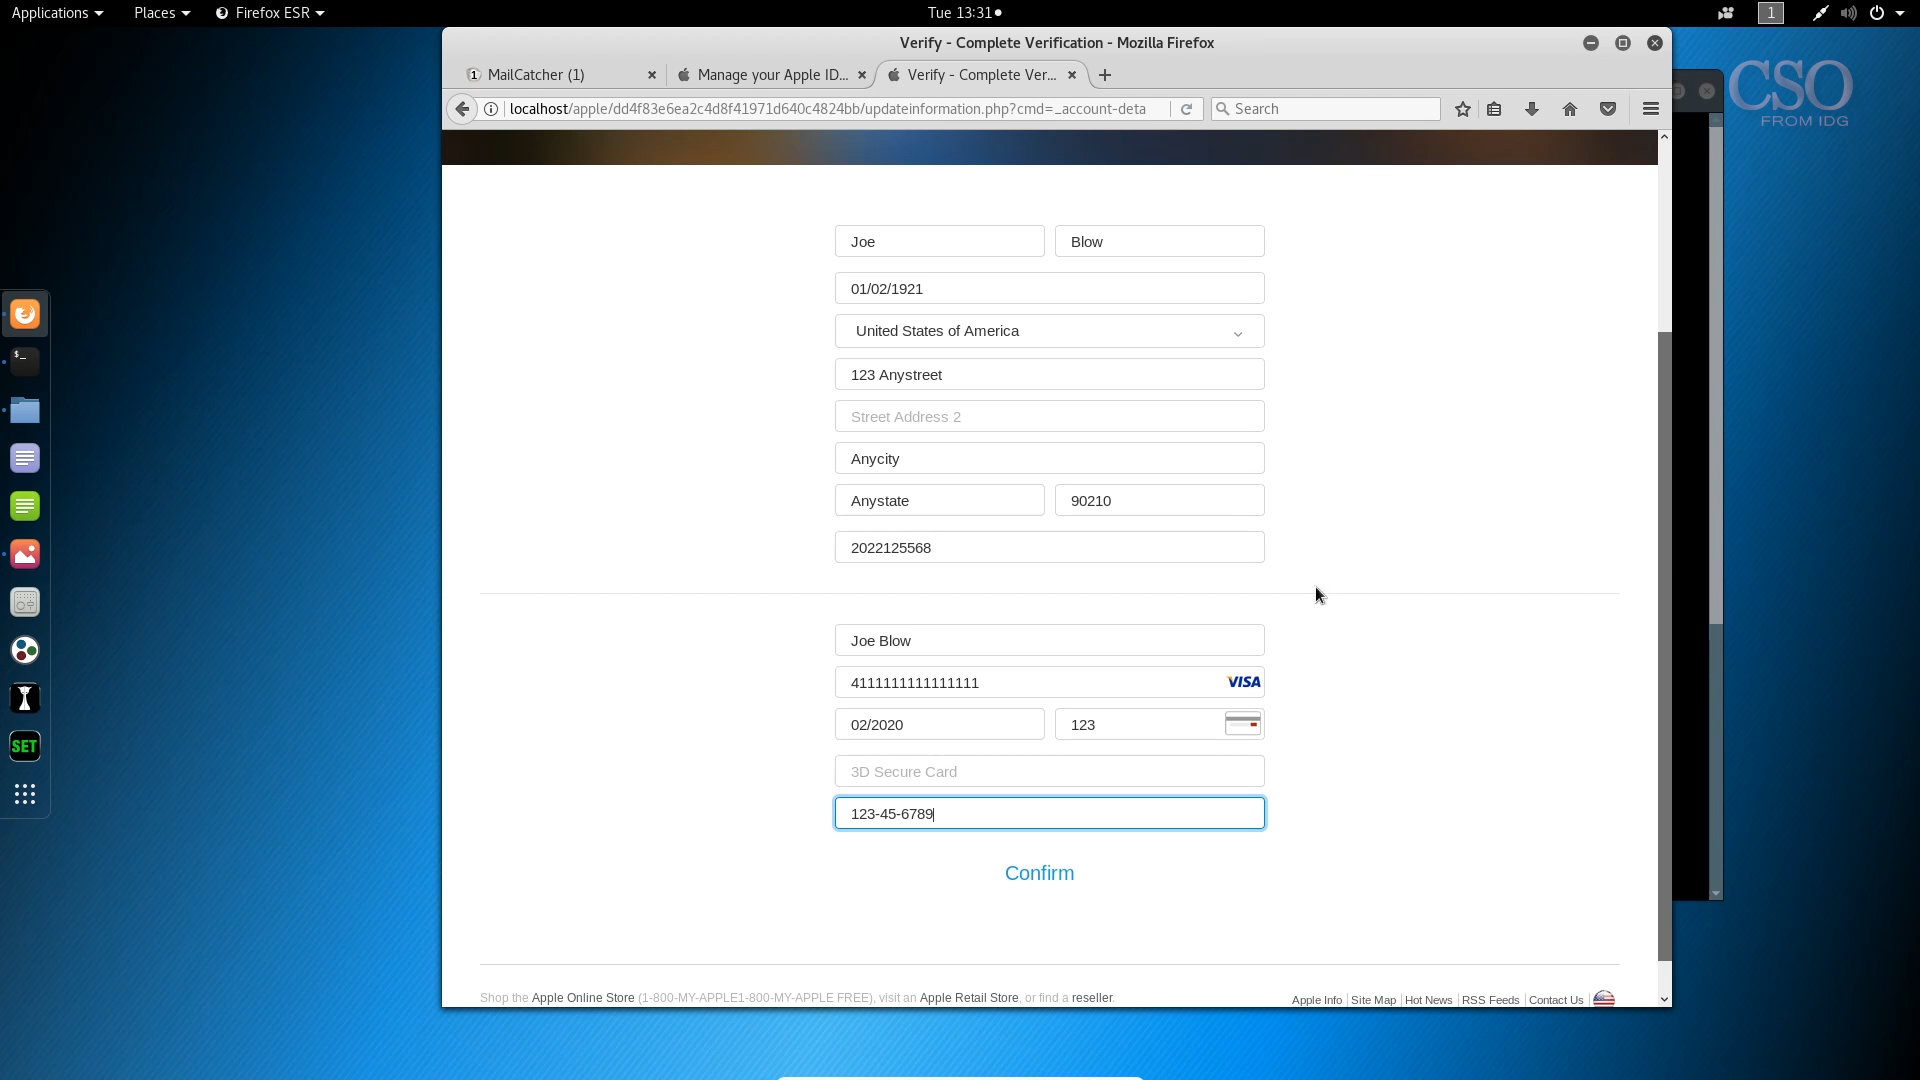 Applications Places Firefox ESR Tue 13:31 1
Verify - Complete Verification - Mozilla Firefox
1 MailCatcher (1) Manage your Apple ID... Verify - Complete Ver...
localhost/apple/dd4f83e6ea2c4d8f41971d640c4824bb/updateinformation.php?cmd=_account-deta Search
CSO
FROM IDG
Joe Blow
01/02/1921
United States of America
123 Anystreet
Street Address 2
Anycity
Anystate 90210
2022125568
Joe Blow
4111111111111111 VISA
02/2020 123
3D Secure Card
123-45-6789
Confirm
$_
SET
Shop the Apple Online Store (1-800-MY-APPLE1-800-MY-APPLE FREE), visit an Apple Retail Store, or find a reseller.
Apple Info Site Map Hot News RSS Feeds Contact Us